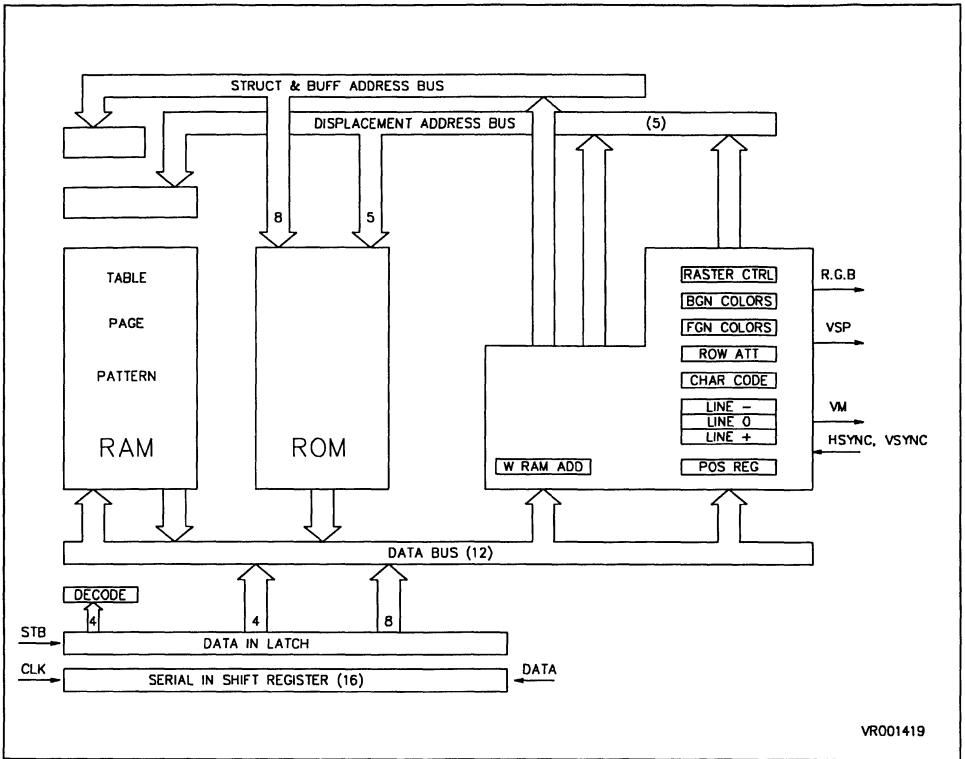 STRUCT & BUFF ADDRESS BUS
DISPLACEMENT ADDRESS BUS (5)
8 5
TABLE
PAGE
PATTERN
RAM
ROM
RASTER CTRL
BGN COLORS
FGN COLORS
ROW ATT
CHAR CODE
LINE -
LINE 0
LINE +
W RAM ADD
POS REG
R.G.B
VSP
VM
HSYNC, VSYNC
DATA BUS (12)
DECODE
4 4 8
STB
DATA IN LATCH
CLK
SERIAL IN SHIFT REGISTER (16)
DATA
VR001419